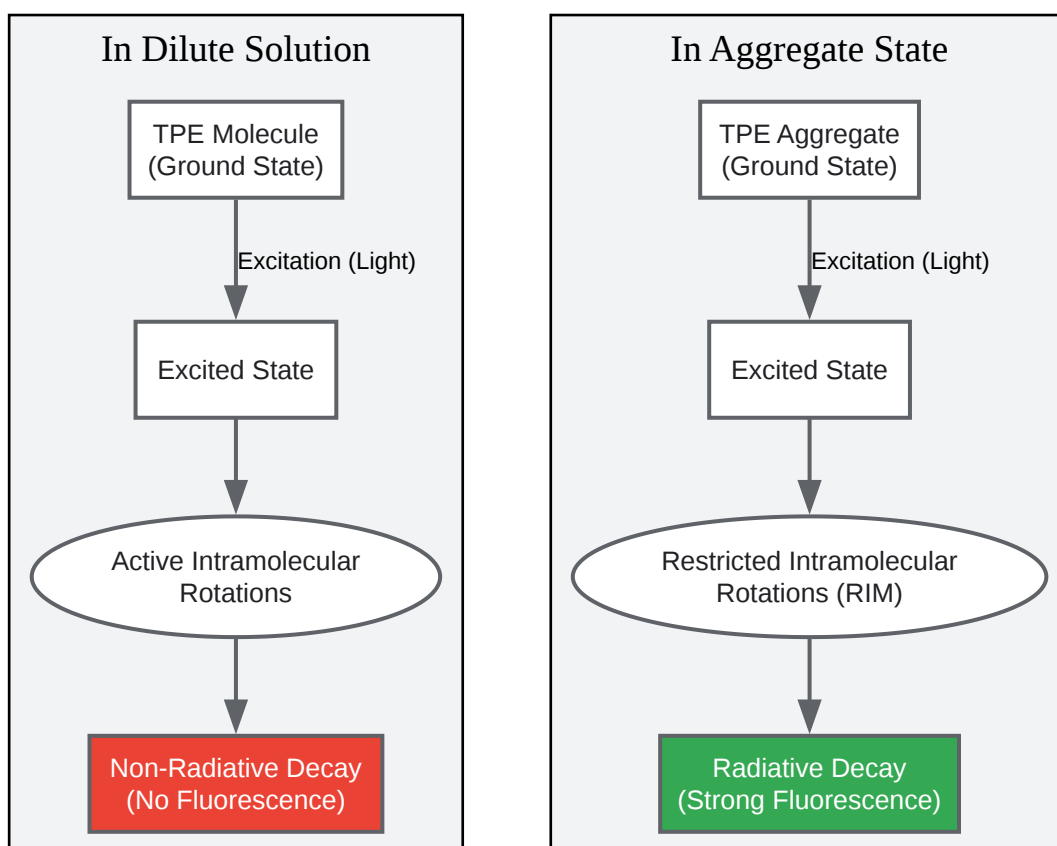 In Dilute Solution
TPE Molecule
(Ground State)
Excitation (Light)
Excited State
Active Intramolecular
Rotations
Non-Radiative Decay
(No Fluorescence)
In Aggregate State
TPE Aggregate
(Ground State)
Excitation (Light)
Excited State
Restricted Intramolecular
Rotations (RIM)
Radiative Decay
(Strong Fluorescence)